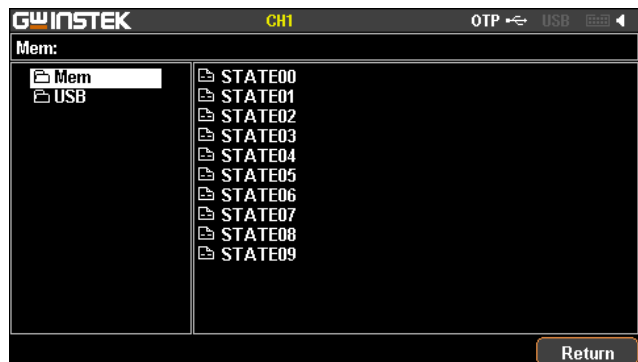 GWINSTEK CH1 OTP USB
Mem:
Mem
USB
STATE00
STATE01
STATE02
STATE03
STATE04
STATE05
STATE06
STATE07
STATE08
STATE09
Return